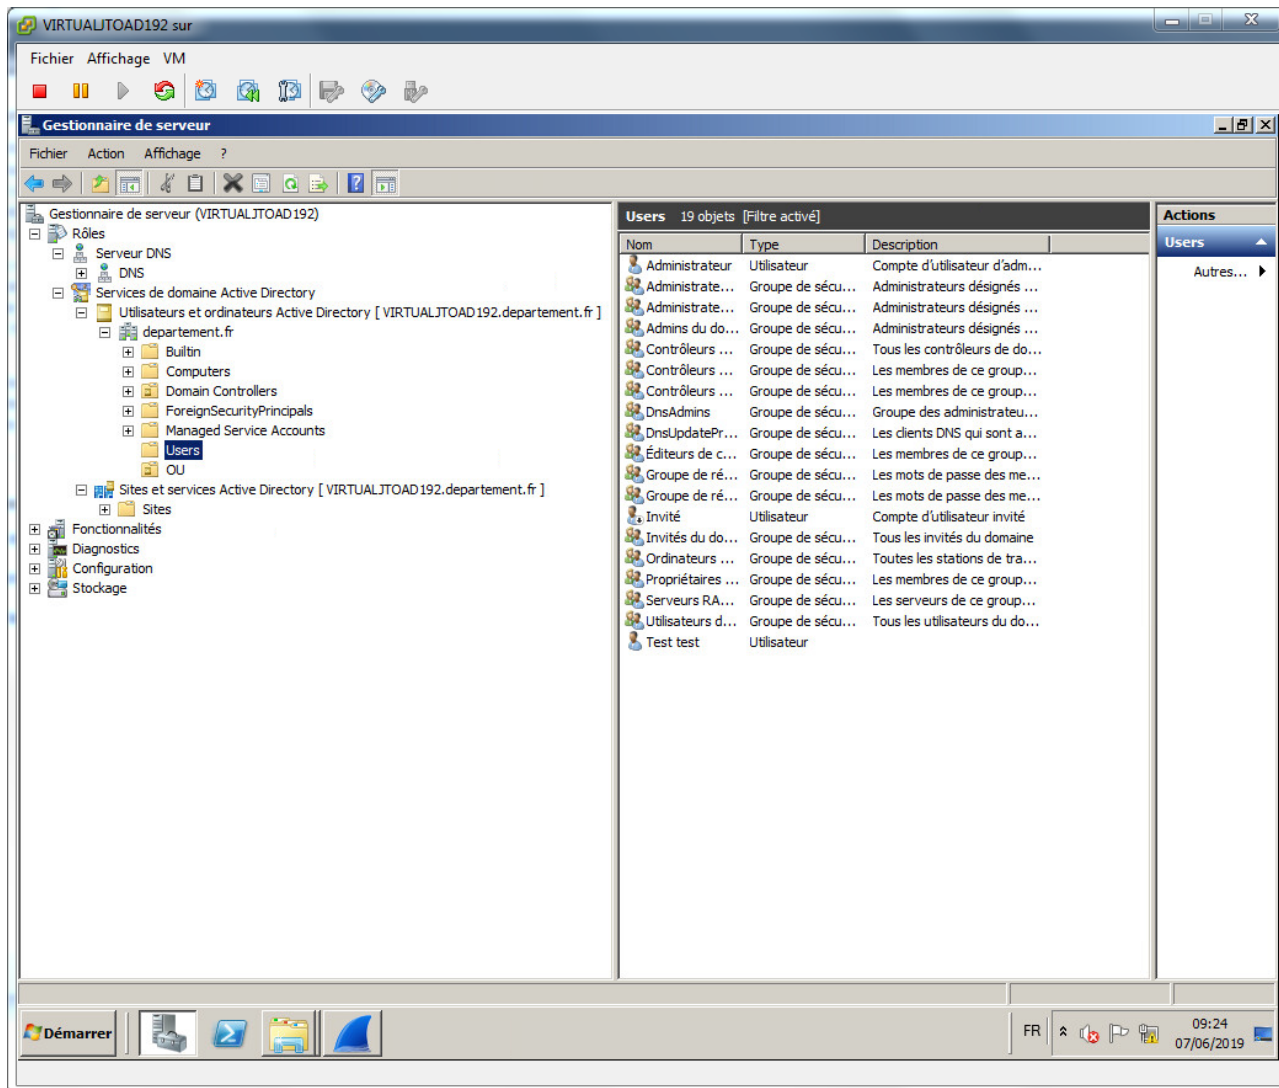 VIRTUALJTOAD192 sur
Fichier Affichage VM
Gestionnaire de serveur
Fichier Action Affichage ?
Gestionnaire de serveur (VIRTUALJTOAD192)
Rôles
Serveur DNS
DNS
Services de domaine Active Directory
Utilisateurs et ordinateurs Active Directory [ VIRTUALJTOAD192.departement.fr ]
departement.fr
Builtin
Computers
Domain Controllers
ForeignSecurityPrincipals
Managed Service Accounts
Users
OU
Sites et services Active Directory [ VIRTUALJTOAD192.departement.fr ]
Sites
Fonctionnalités
Diagnostics
Configuration
Stockage
Users 19 objets [Filtre activé]
Nom Type Description
Administrateur Utilisateur Compte d'utilisateur d'adm...
Administrate... Groupe de sécu... Administrateurs désignés ...
Administrate... Groupe de sécu... Administrateurs désignés ...
Admins du do... Groupe de sécu... Administrateurs désignés ...
Contrôleurs ... Groupe de sécu... Tous les contrôleurs de do...
Contrôleurs ... Groupe de sécu... Les membres de ce group...
Contrôleurs ... Groupe de sécu... Les membres de ce group...
DnsAdmins Groupe de sécu... Groupe des administrateu...
DnsUpdatePr... Groupe de sécu... Les clients DNS qui sont a...
Éditeurs de c... Groupe de sécu... Les membres de ce group...
Groupe de ré... Groupe de sécu... Les mots de passe des me...
Groupe de ré... Groupe de sécu... Les mots de passe des me...
Invité Utilisateur Compte d'utilisateur invité
Invités du do... Groupe de sécu... Tous les invités du domaine
Ordinateurs ... Groupe de sécu... Toutes les stations de tra...
Propriétaires ... Groupe de sécu... Les membres de ce group...
Serveurs RA... Groupe de sécu... Les serveurs de ce group...
Utilisateurs d... Groupe de sécu... Tous les utilisateurs du do...
Test test Utilisateur
Actions
Users
Autres...
Démarrer
FR
09:24
07/06/2019